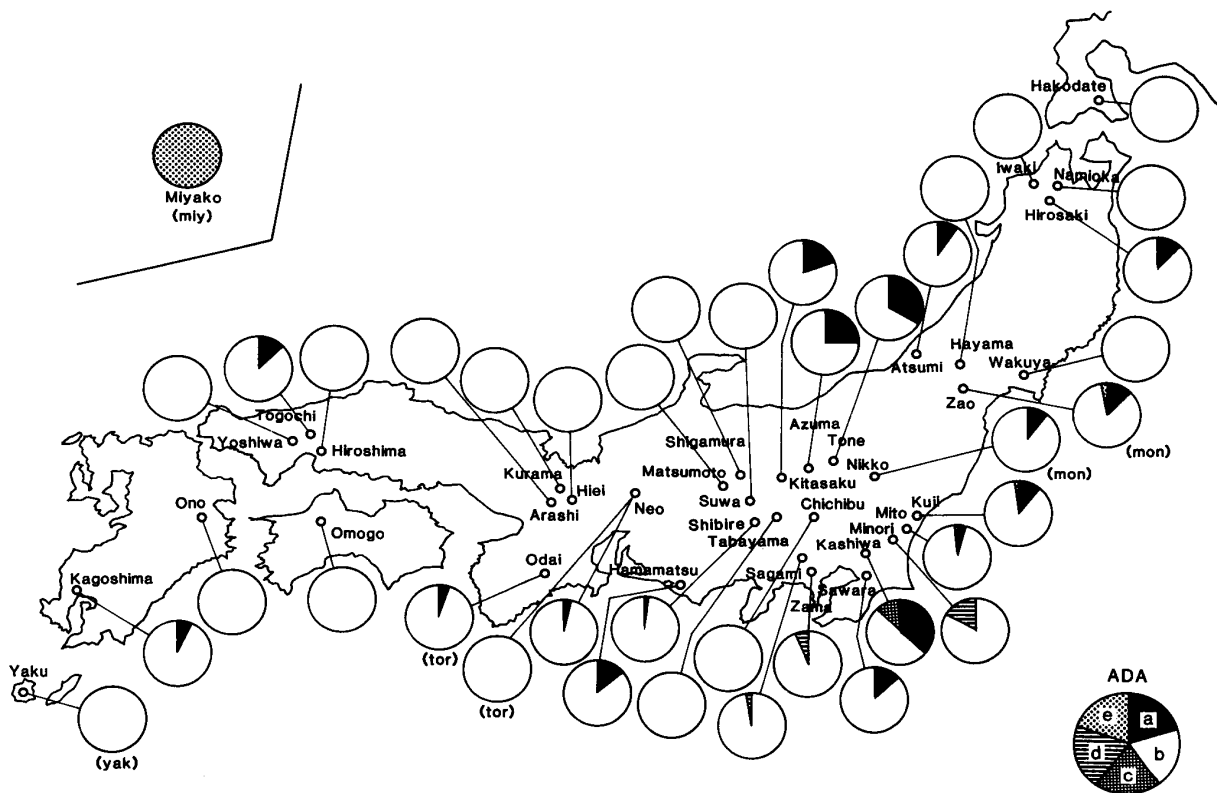 Hakodate
Iwaki
Namioka
Hirosaki
Miyako
(miy)
Hayama
Wakuya
Atsumi
Zao
(mon)
Togochi
Yoshiwa
Hiroshima
Azuma
Tone
Shigamura
Nikko
(mon)
Matsumoto
Kitasaku
Kurama
Hiei
Suwa
Chichibu
Kuji
Mito
Ono
Arashi
Neo
Shibire
Minori
Omogo
Tabayama
Kashiwa
Odai
Hamamatsu
Sagami
Sawara
Kagoshima
Zama
(tor)
Yaku
(tor)
ADA
(yak)
e
a
d
b
c